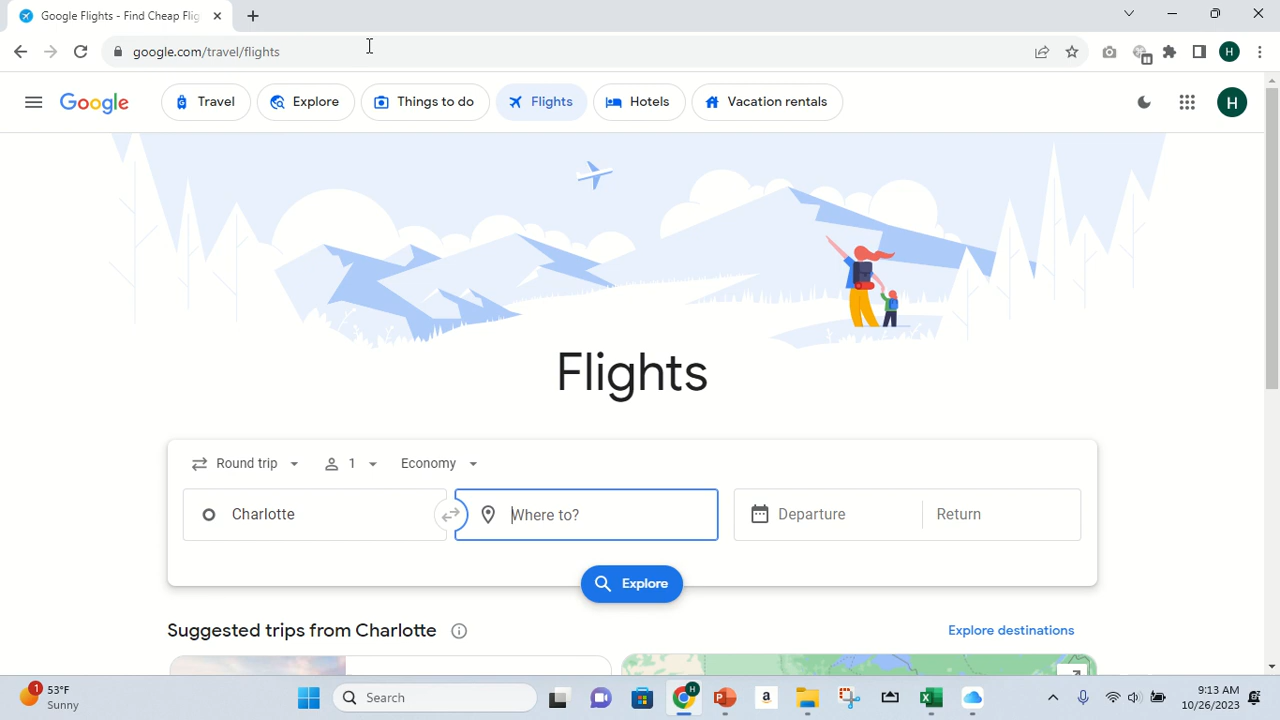 Google Flights - Find Cheap Flig
google.com/travel/flights
H
Google
Travel
Explore
Things to do
Flights
Hotels
Vacation rentals
H
Flights
Round trip
1
Economy
Charlotte
Where to?
Departure
Return
Explore
Suggested trips from Charlotte
Explore destinations
1
53°F
Sunny
Search
H
9:13 AM
10/26/2023